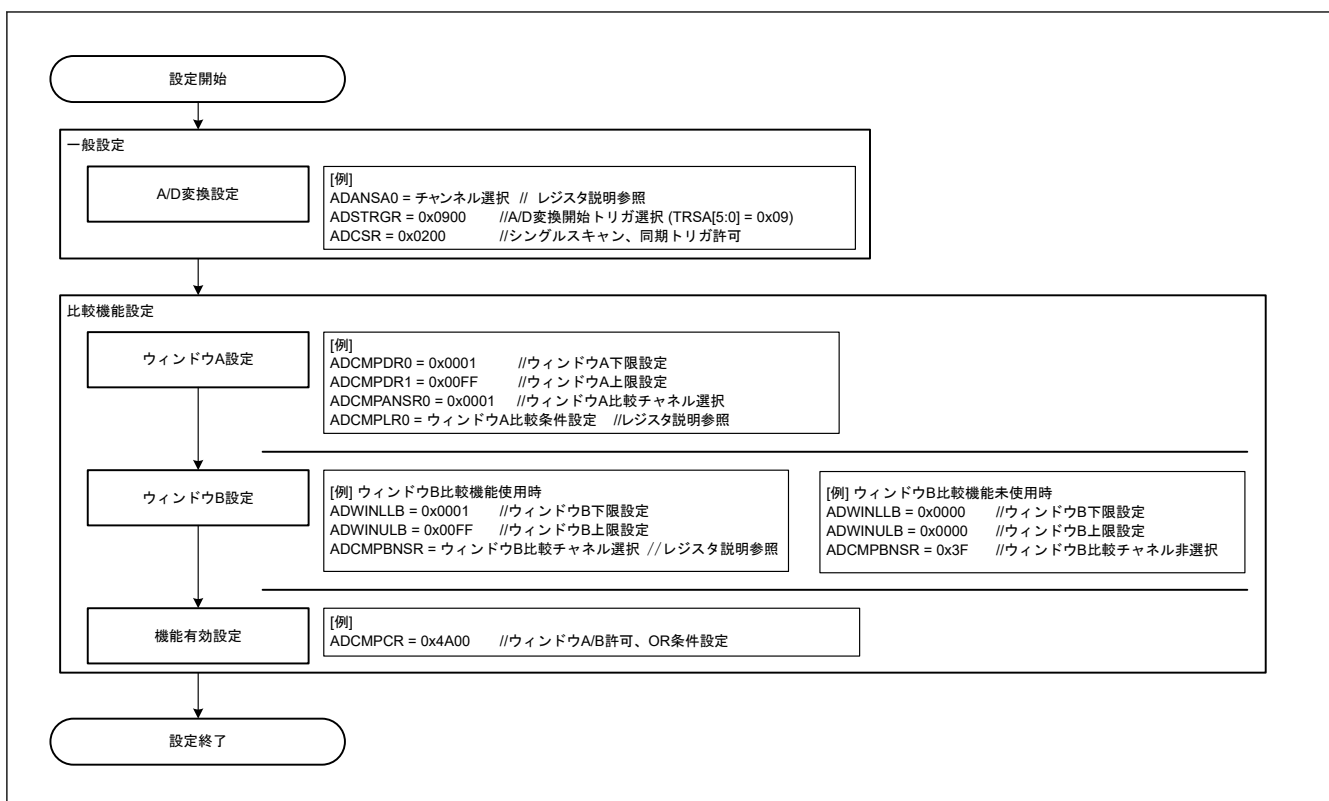 設定開始
一般設定
A/D変換設定
[例]
ADANSA0 = チャンネル選択 // レジスタ説明参照
ADSTRGR = 0x0900 //A/D変換開始トリガ選択 (TRSA[5:0] = 0x09)
ADCSR = 0x0200 //シングルスキャン、同期トリガ許可
比較機能設定
ウィンドウA設定
[例]
ADCMPDR0 = 0x0001 //ウィンドウA下限設定
ADCMPDR1 = 0x00FF //ウィンドウA上限設定
ADCMPANSR0 = 0x0001 //ウィンドウA比較チャネル選択
ADCMPLR0 = ウィンドウA比較条件設定 //レジスタ説明参照
ウィンドウB設定
[例] ウィンドウB比較機能使用時
ADWINLLB = 0x0001 //ウィンドウB下限設定
ADWINULB = 0x00FF //ウィンドウB上限設定
ADCMPBNSR = ウィンドウB比較チャネル選択 //レジスタ説明参照
[例] ウィンドウB比較機能未使用時
ADWINLLB = 0x0000 //ウィンドウB下限設定
ADWINULB = 0x0000 //ウィンドウB上限設定
ADCMPBNSR = 0x3F //ウィンドウB比較チャネル非選択
機能有効設定
[例]
ADCMPCR = 0x4A00 //ウィンドウA/B許可、OR条件設定
設定終了